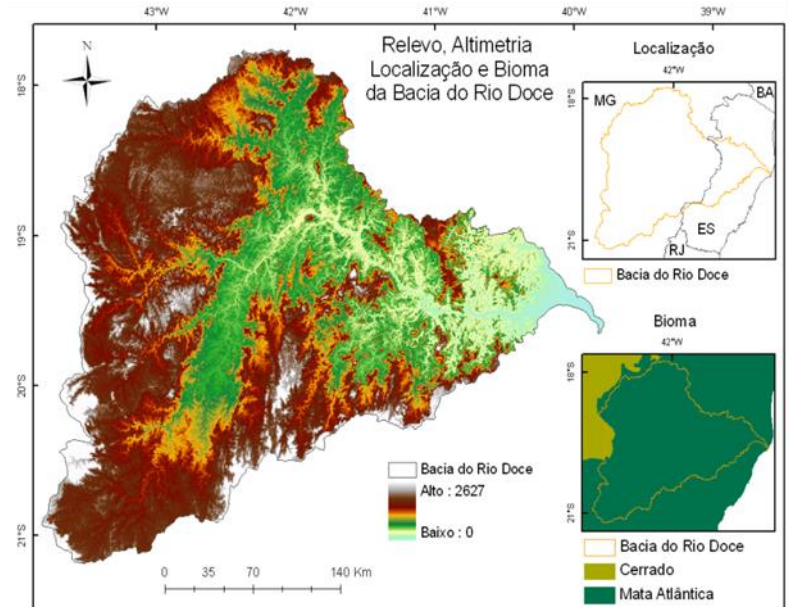 43°W 42°W 41°W 40°W 39°W
Relevo, Altimetria
Localização e Bioma
da Bacia do Rio Doce
N
18°S
19°S
20°S
21°S
Bacia do Rio Doce
Alto : 2627
Baixo : 0
0 35 70 140 Km
Localização
42°W
18°S
21°S
MG
BA
ES
RJ
Bacia do Rio Doce
Bioma
42°W
18°S
21°S
Bacia do Rio Doce
Cerrado
Mata Atlântica